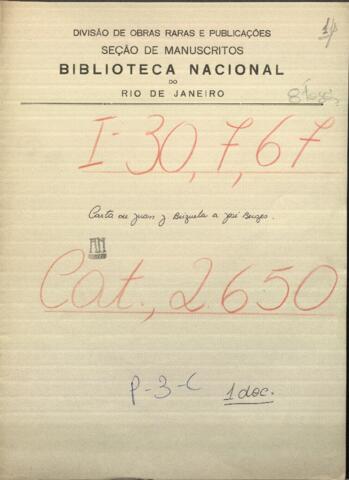 DIVISÃO DE OBRAS RARAS E PUBLICAÇÕES
SEÇÃO DE MANUSCRITOS
BIBLIOTECA NACIONAL
DO
RIO DE JANEIRO
I-30,7,67
Carta de Juan J Brizuela a José Berges.
Cat., 2650
P-3-C
1 doc.